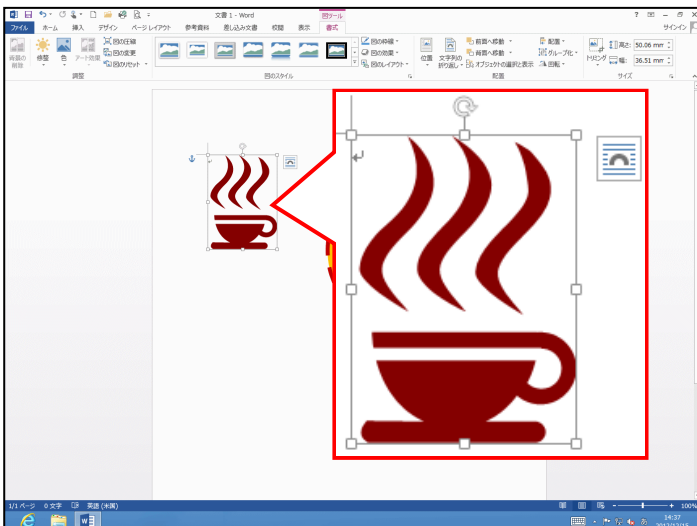 文書 1 - Word
図ツール
サインイン
ファイル ホーム 挿入 デザイン ページ レイアウト 参考資料 差し込み文書 校閲 表示 書式
背景の
削除
修整
色
アート効果
図の圧縮
図の変更
図のリセット
調整
図のスタイル
図の枠線
図の効果
図のレイアウト
位置
文字列の
折り返し
前面へ移動
背面へ移動
オブジェクトの選択と表示
配置
グループ化
回転
配置
トリミング
高さ: 50.06 mm
幅: 36.51 mm
サイズ
1/1 ページ 0 文字 英語 (米国)
100%
あ
14:37